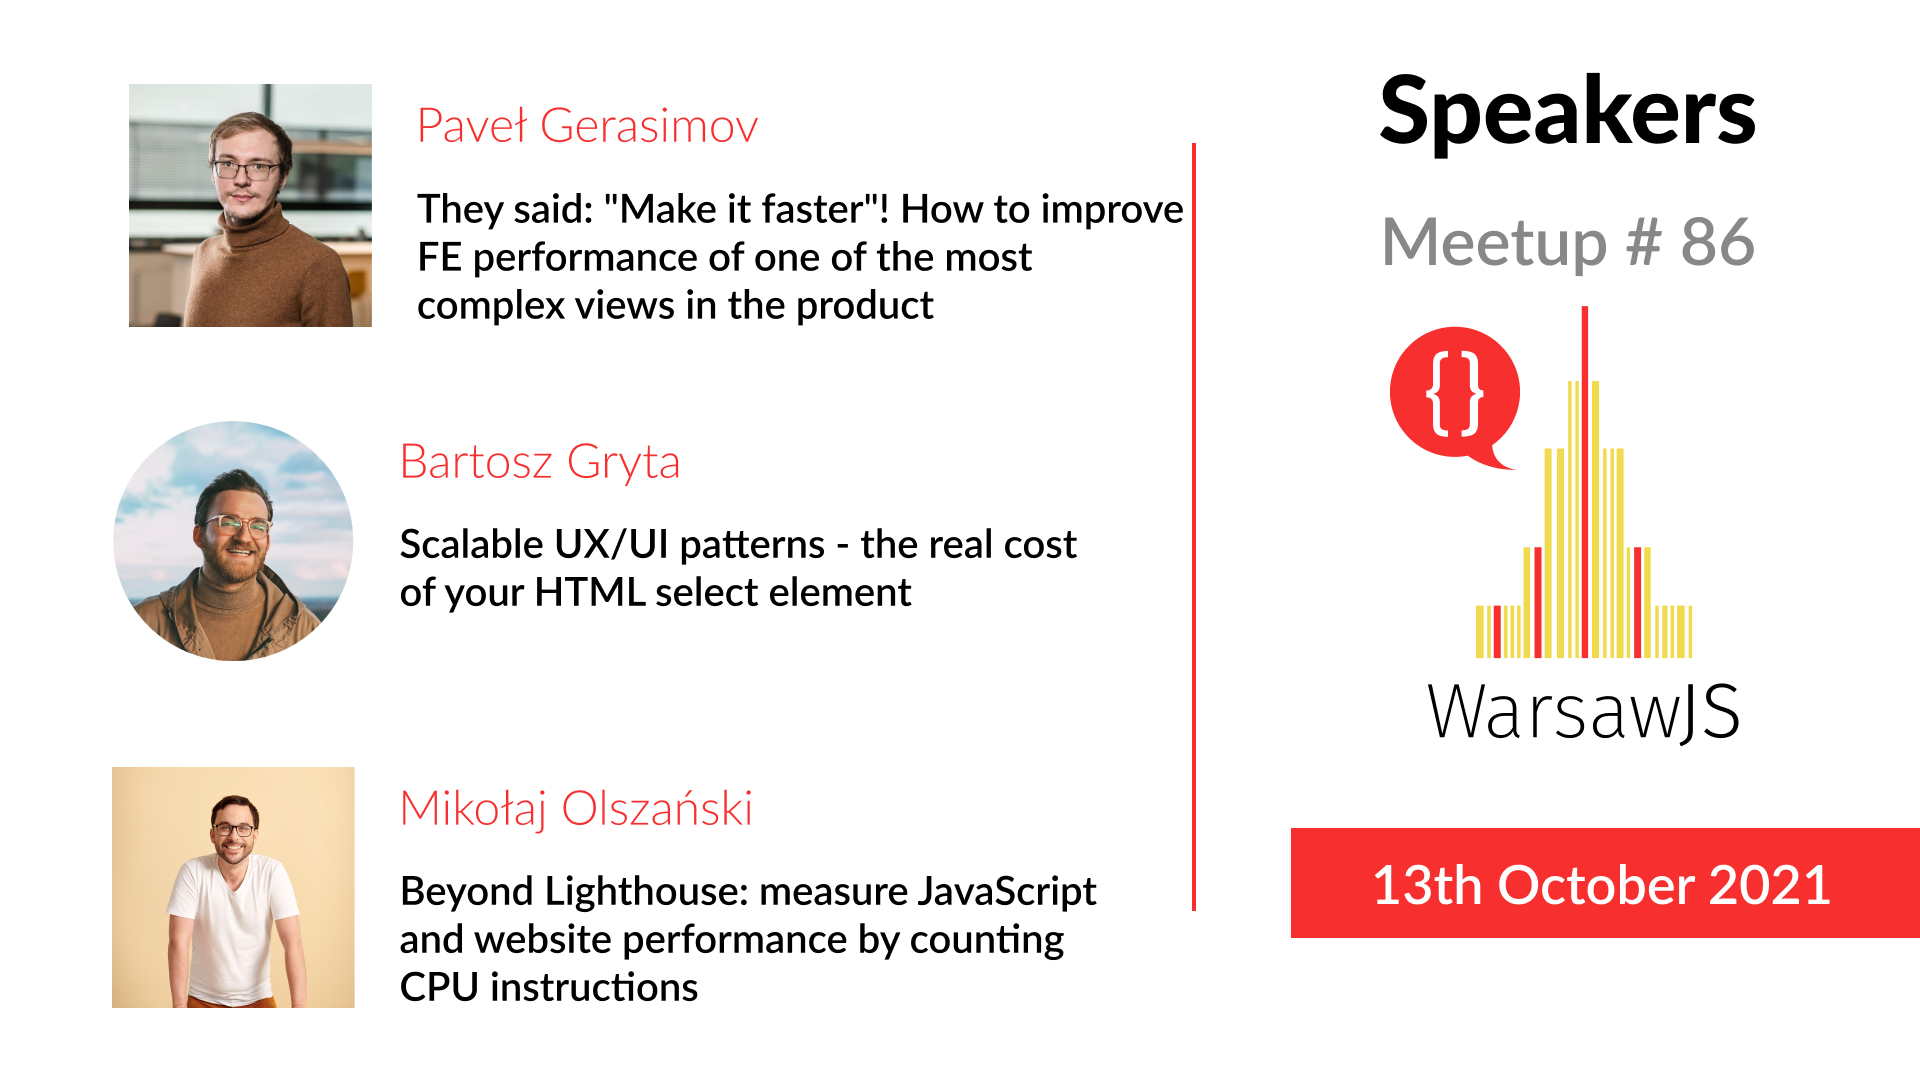 Paveł Gerasimov
They said: "Make it faster"! How to improve
FE performance of one of the most
complex views in the product
Bartosz Gryta
Scalable UX/UI patterns - the real cost
of your HTML select element
Mikołaj Olszański
Beyond Lighthouse: measure JavaScript
and website performance by counting
CPU instructions
Speakers
Meetup # 86
{}
WarsawJS
13th October 2021